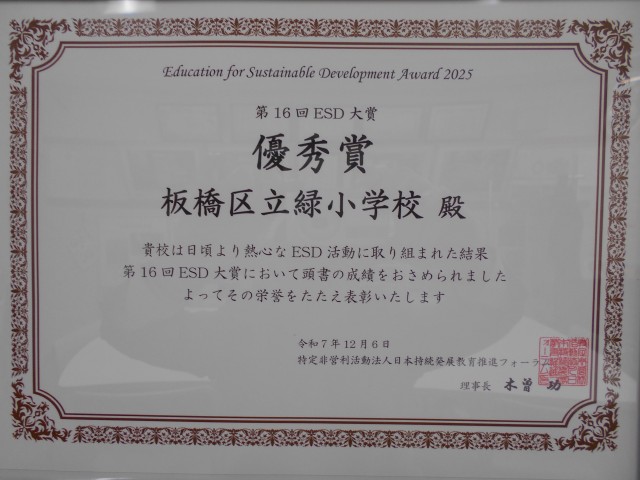 Education for Sustainable Development Award 2025
第16回ESD大賞
優秀賞
板橋区立緑小学校 殿
貴校は日頃より熱心なESD活動に取り組まれた結果
第16回ESD大賞において頭書の成績をおさめられました
よってその栄誉をたたえ表彰いたします
令和7年12月6日
特定非営利活動法人日本持続発展教育推進フォーラム
理事長 木曽 功